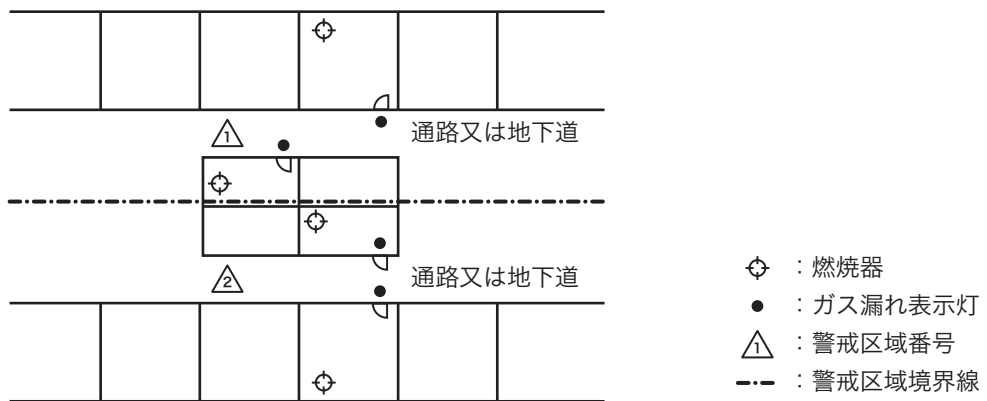 1
通路又は地下道
2
通路又は地下道
：燃焼器
：ガス漏れ表示灯
1 ：警戒区域番号
：警戒区域境界線